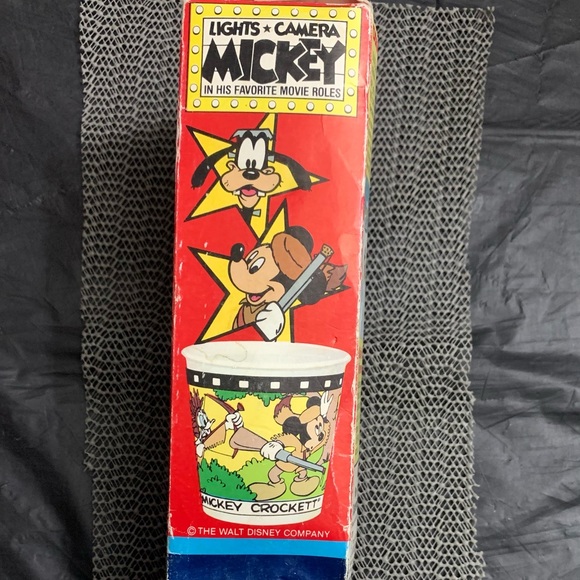 LIGHTS ★ CAMERA
MICKEY
IN HIS FAVORITE MOVIE ROLES
MICKEY CROCKETT
© THE WALT DISNEY COMPANY